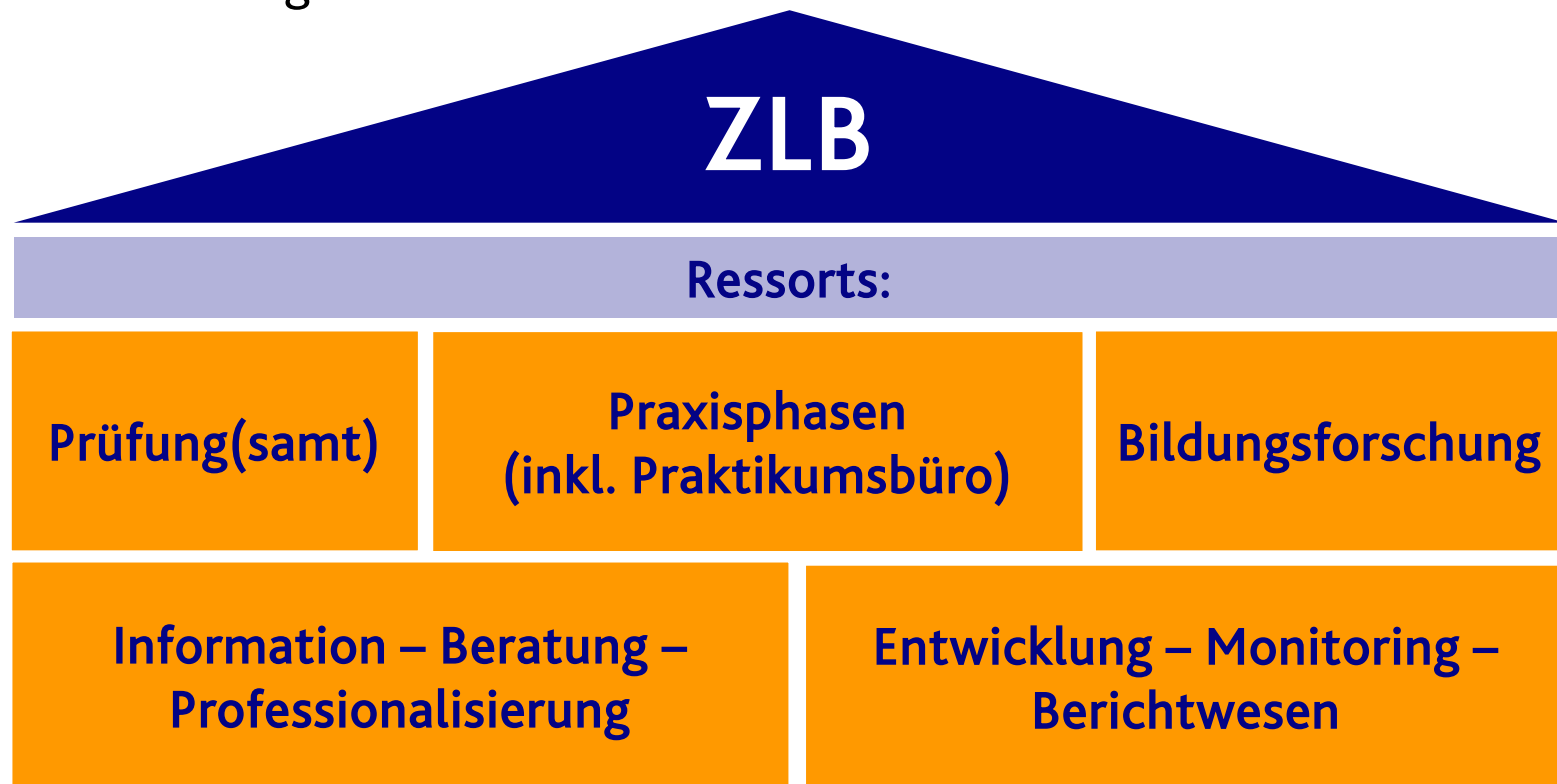 ZLB
Ressorts:
Prüfung(samt)
Praxisphasen
(inkl. Praktikumsbüro)
Bildungsforschung
Information – Beratung –
Professionalisierung
Entwicklung – Monitoring –
Berichtwesen